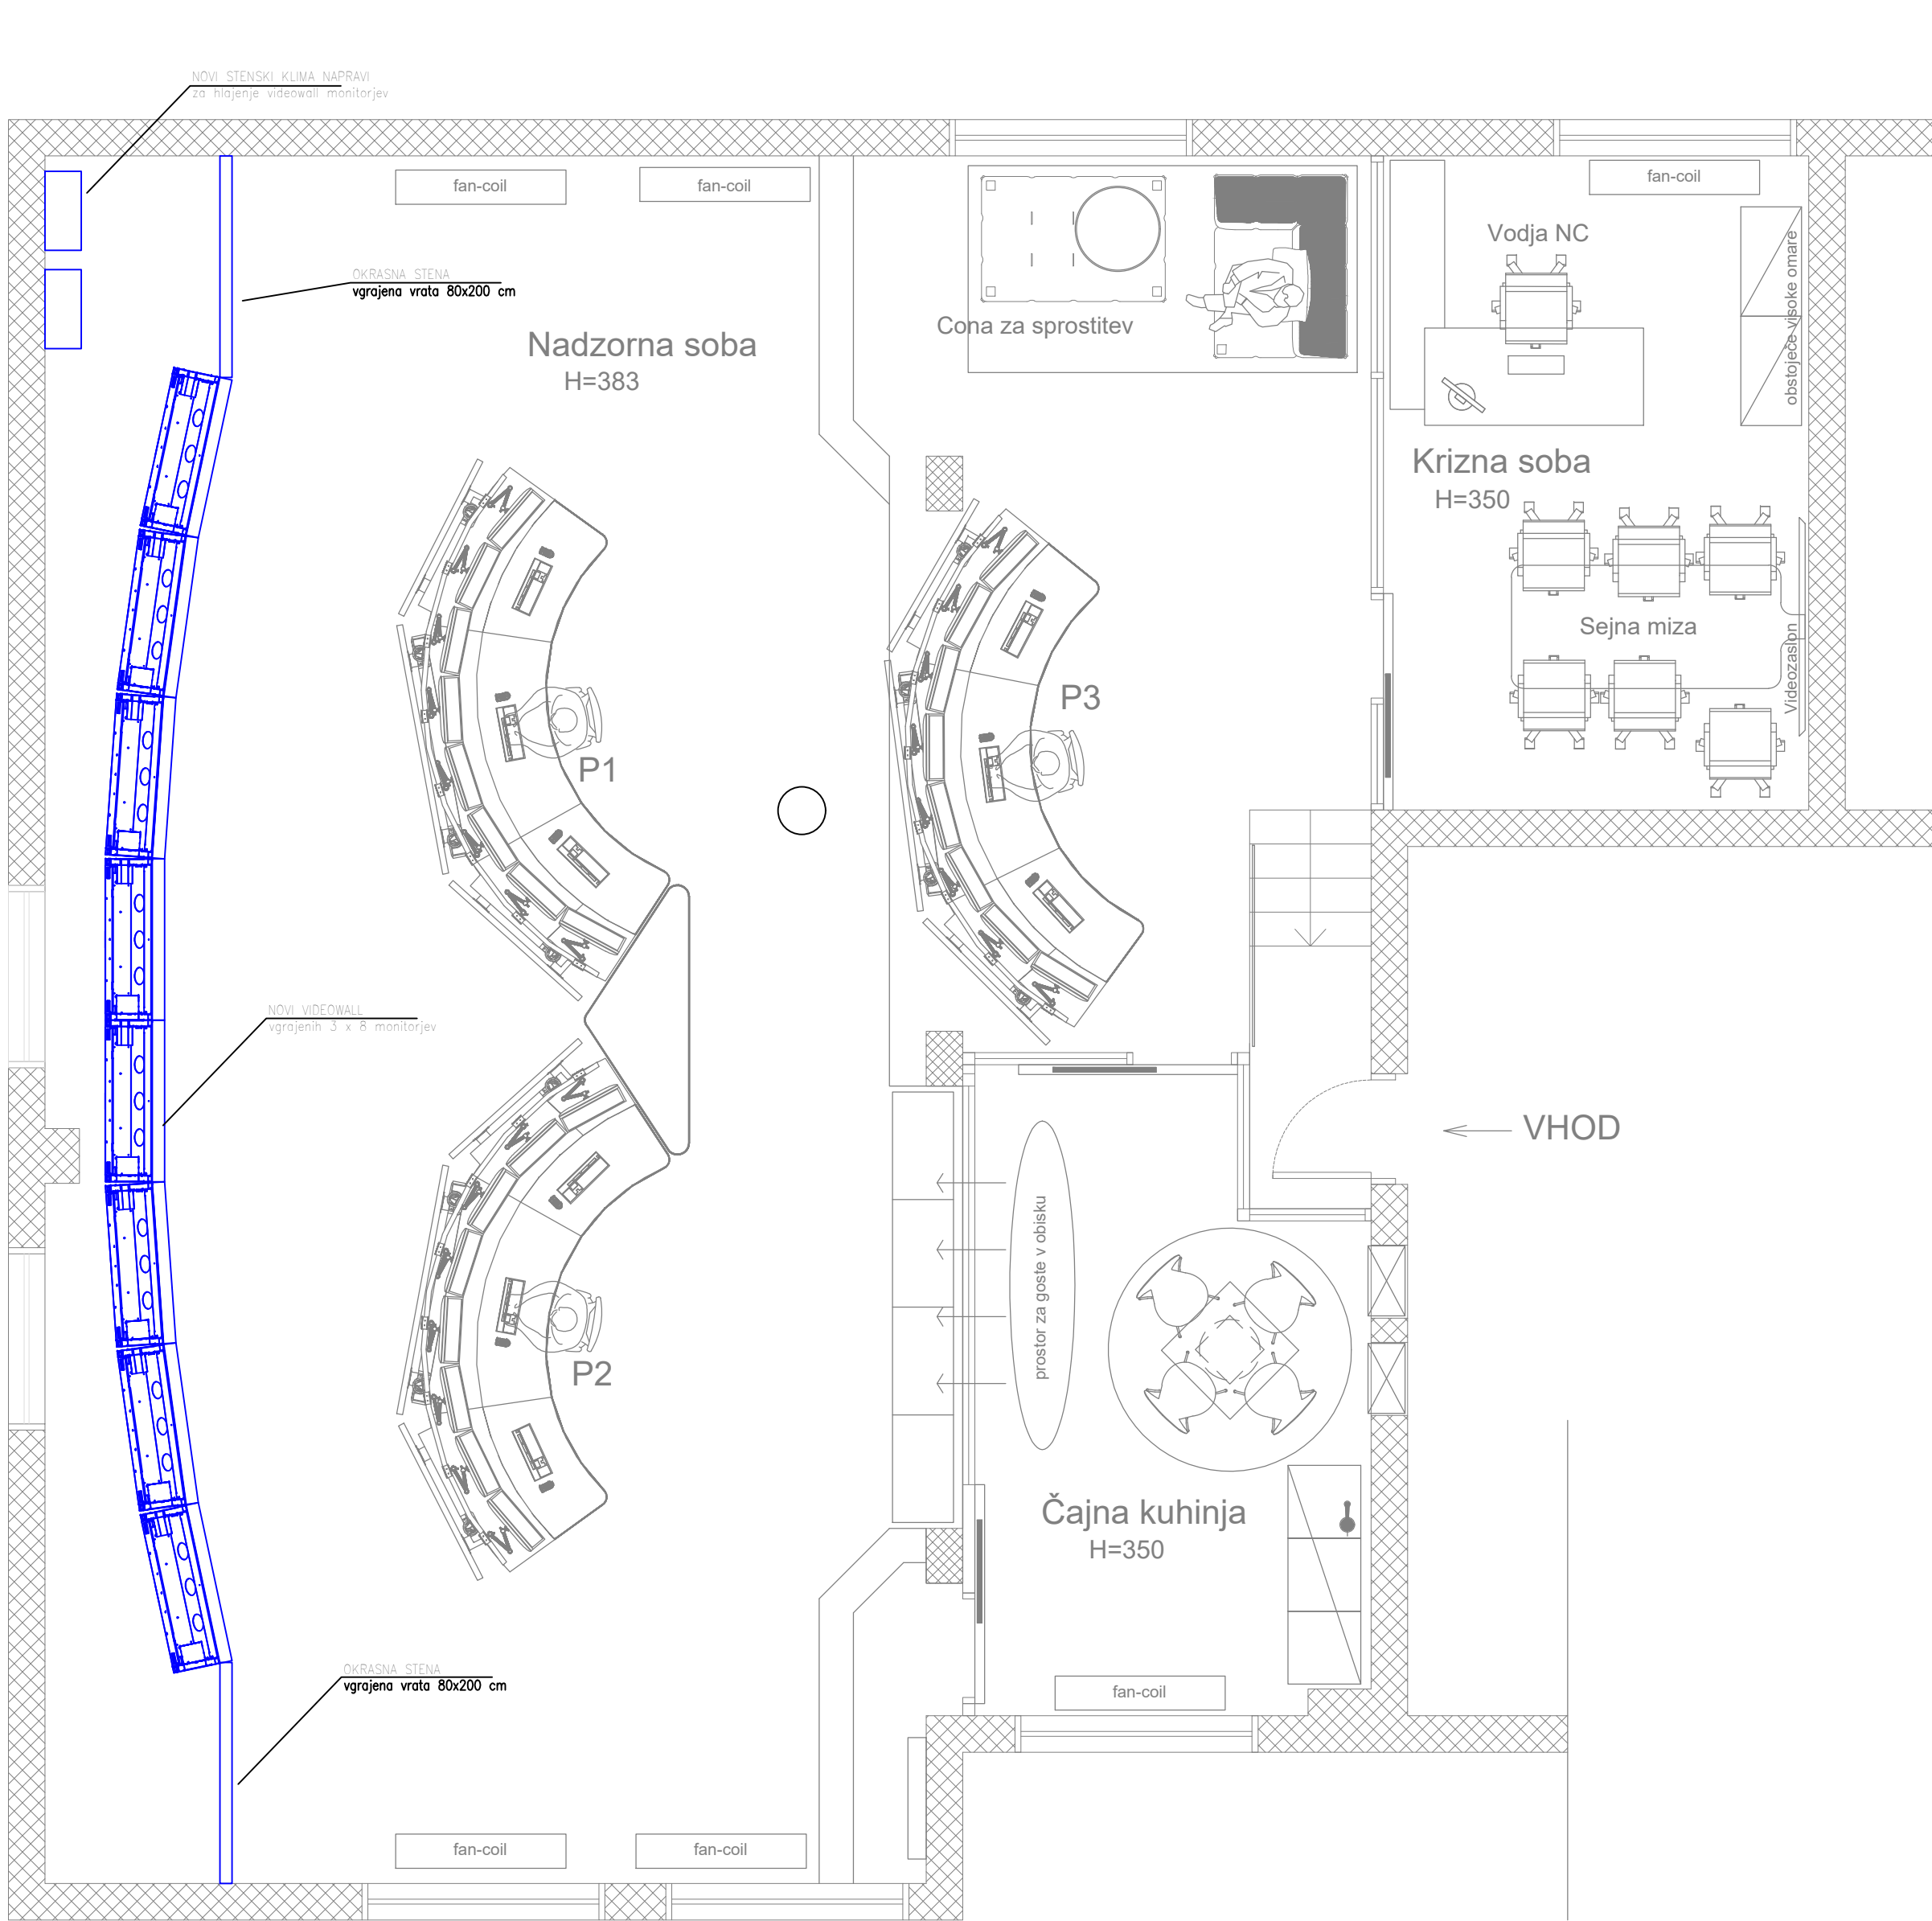 NOVI STENSKI KLIMA NAPRAVI
za hlajenje videowall monitorjev
fan-coil
fan-coil
fan-coil
Vodja NC
obstoječe visoke omare
OKRASNA STENA
vgrajena vrata 80x200 cm
Nadzorna soba
H=383
Cona za sprostitev
Krizna soba
H=350
Sejna miza
Videozaslon
P1
P3
NOVI VIDEOWALL
vgrajenih 3 x 8 monitorjev
VHOD
prostor za goste v obisku
P2
Čajna kuhinja
H=350
OKRASNA STENA
vgrajena vrata 80x200 cm
fan-coil
fan-coil
fan-coil